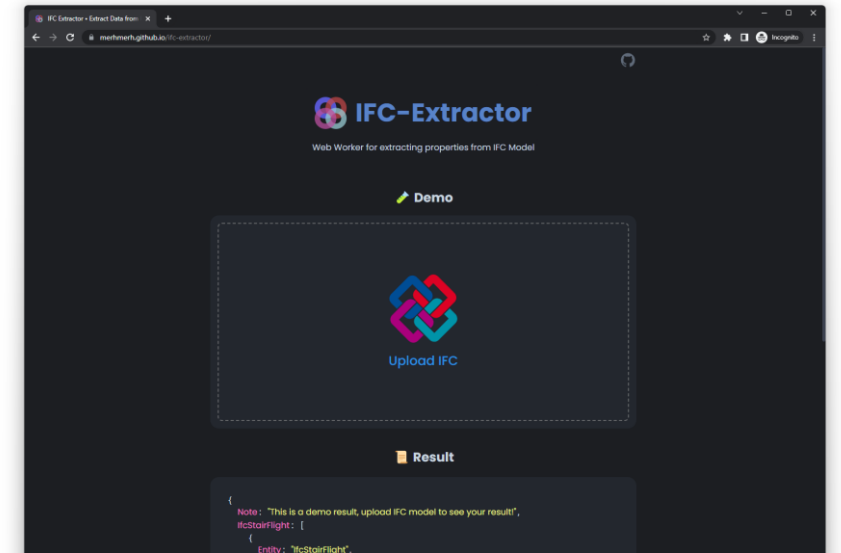 IFC Extractor • Extract Data from
merhmerh.github.io/ifc-extractor/
Incognito
IFC-Extractor
Web Worker for extracting properties from IFC Model
Demo
Upload IFC
Result
{
Note: "This is a demo result, upload IFC model to see your result!",
IfcStairFlight: [
{
Entity: "IfcStairFlight",